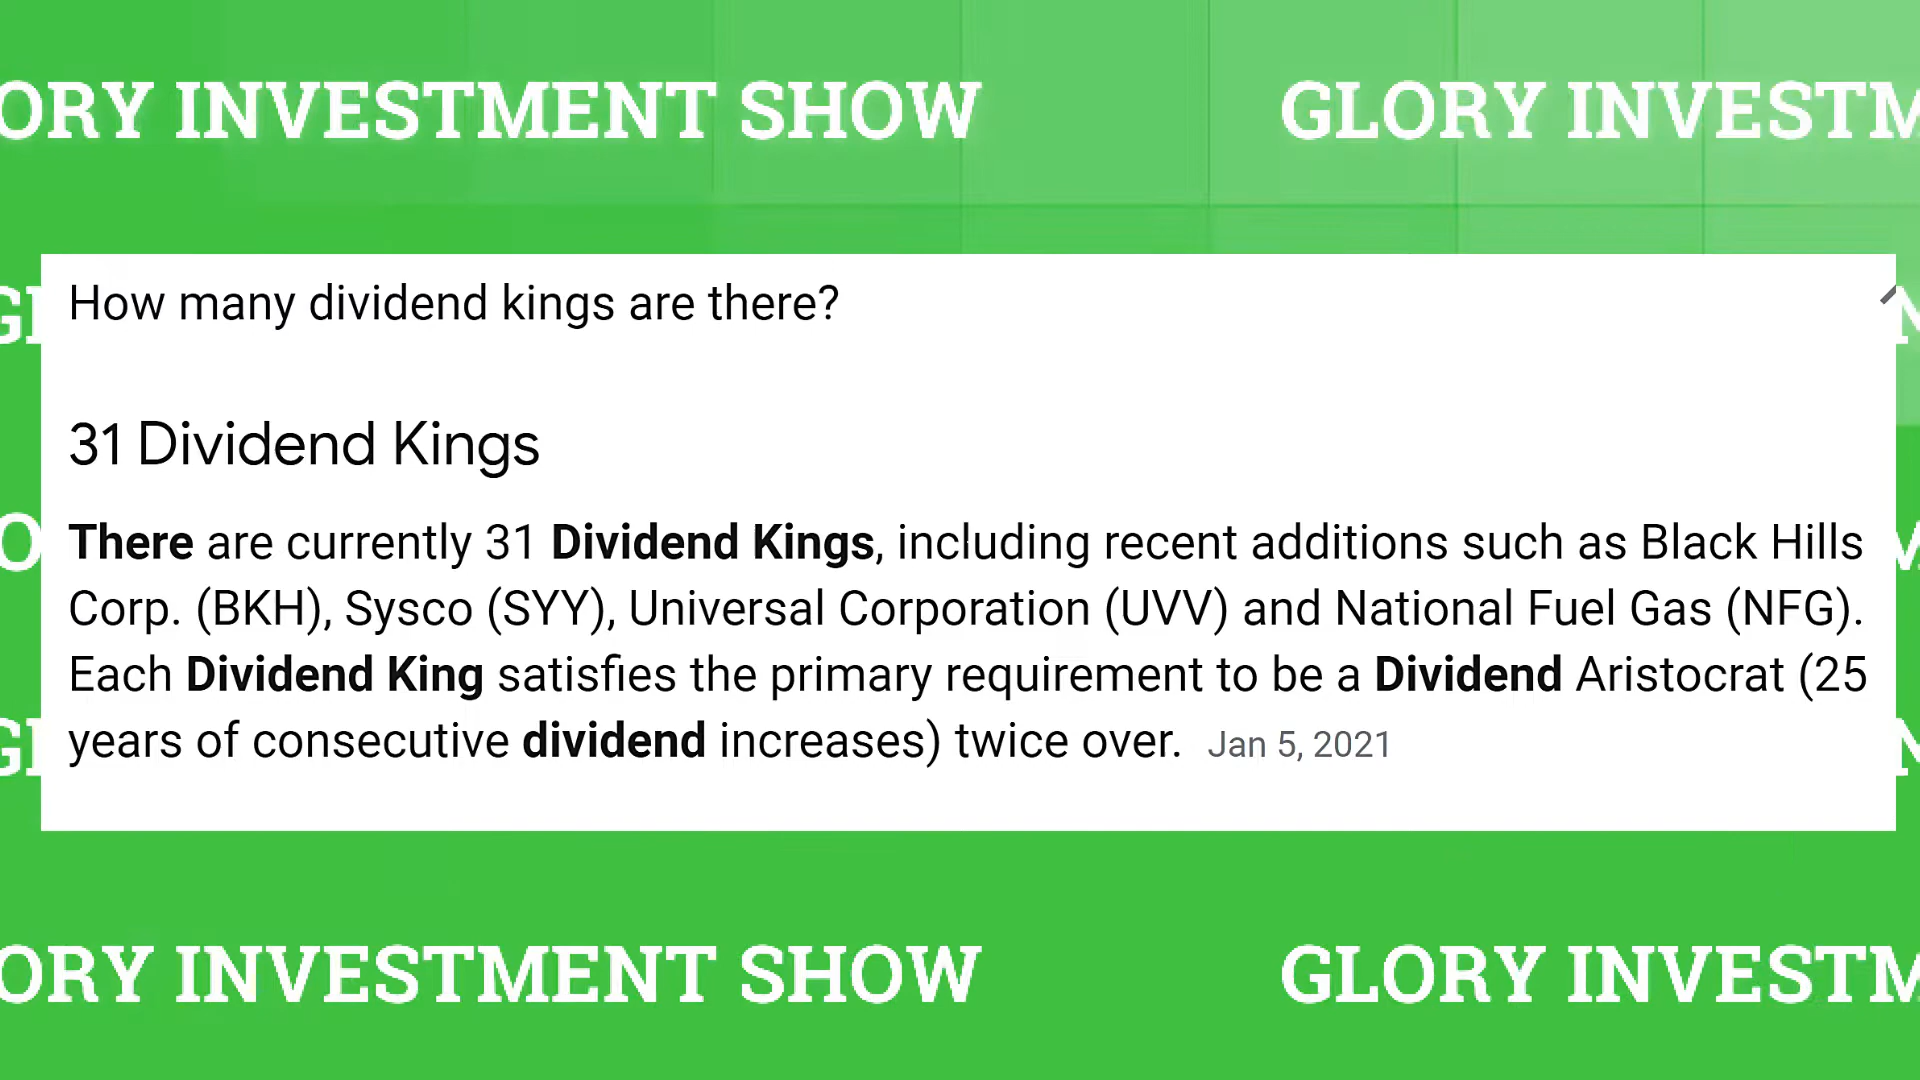 ORY INVESTMENT SHOW GLORY INVESTM
How many dividend kings are there?
31 Dividend Kings
There are currently 31 Dividend Kings, including recent additions such as Black Hills
Corp. (BKH), Sysco (SYY), Universal Corporation (UVV) and National Fuel Gas (NFG).
Each Dividend King satisfies the primary requirement to be a Dividend Aristocrat (25
years of consecutive dividend increases) twice over. Jan 5, 2021
ORY INVESTMENT SHOW GLORY INVESTM